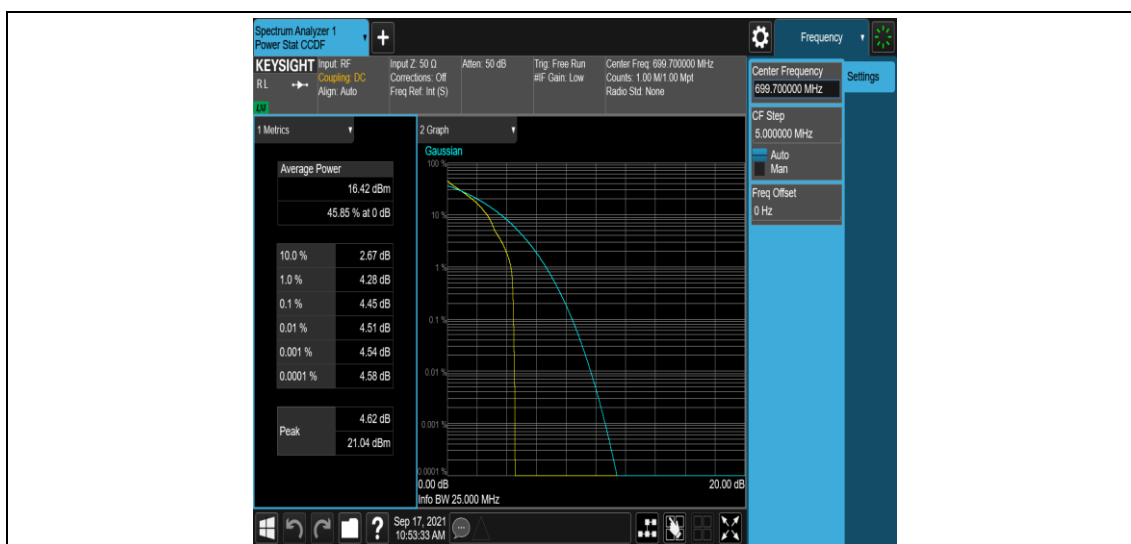 Spectrum Analyzer 1
Power Stat CCDF
Frequency
KEYSIGHT
RL
LXI
Input: RF
Coupling: DC
Align: Auto
Input Z: 50 Ω
Corrections: Off
Freq Ref: Int (S)
Atten: 50 dB
Trig: Free Run
#IF Gain: Low
Center Freq: 699.700000 MHz
Counts: 1.00 M/1.00 Mpt
Radio Std: None
Center Frequency
699.700000 MHz
Settings
CF Step
5.000000 MHz
Auto
Man
Freq Offset
0 Hz
1 Metrics
Average Power
16.42 dBm
45.85 % at 0 dB
10.0 % 2.67 dB
1.0 % 4.28 dB
0.1 % 4.45 dB
0.01 % 4.51 dB
0.001 % 4.54 dB
0.0001 % 4.58 dB
Peak
4.62 dB
21.04 dBm
2 Graph
Gaussian
100 %
10 %
1 %
0.1 %
0.01 %
0.001 %
0.0001 %
0.00 dB 20.00 dB
Info BW 25.000 MHz
Sep 17, 2021
10:53:33 AM